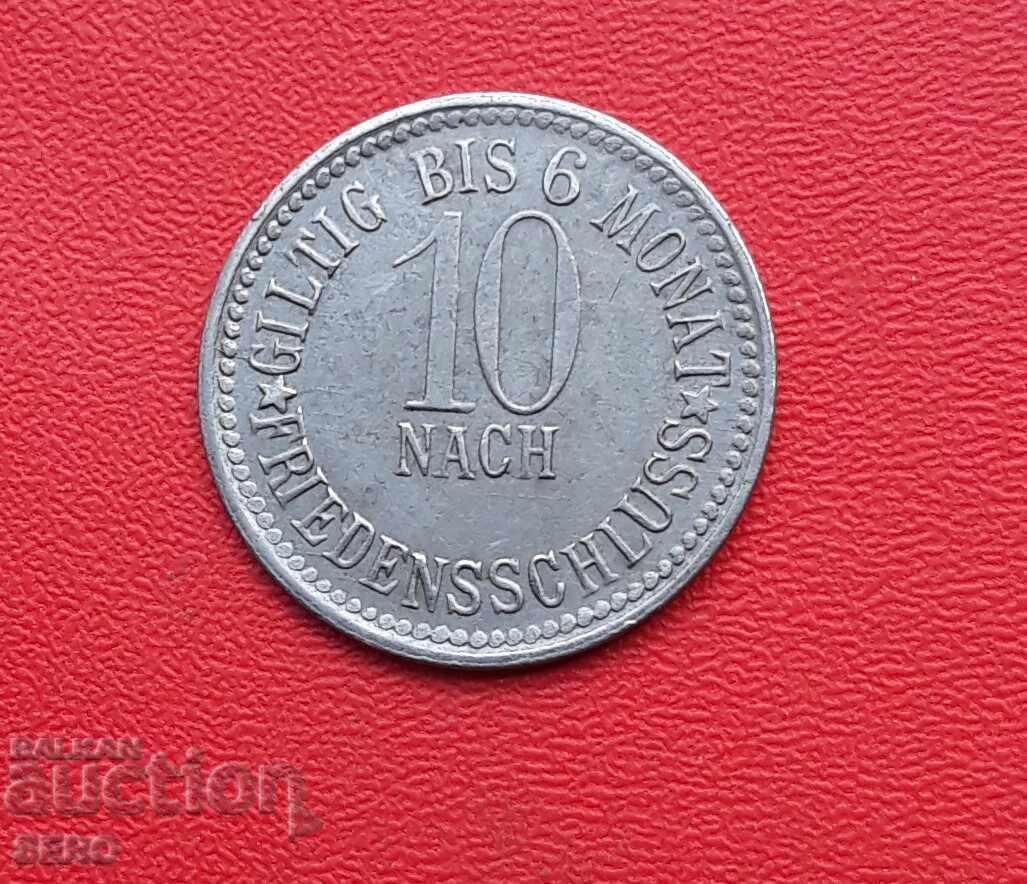 ★ GILTIG BIS 6 MONAT ★
10
NACH
FRIEDENSSCHLUSS
BALKAN
auction
SERO